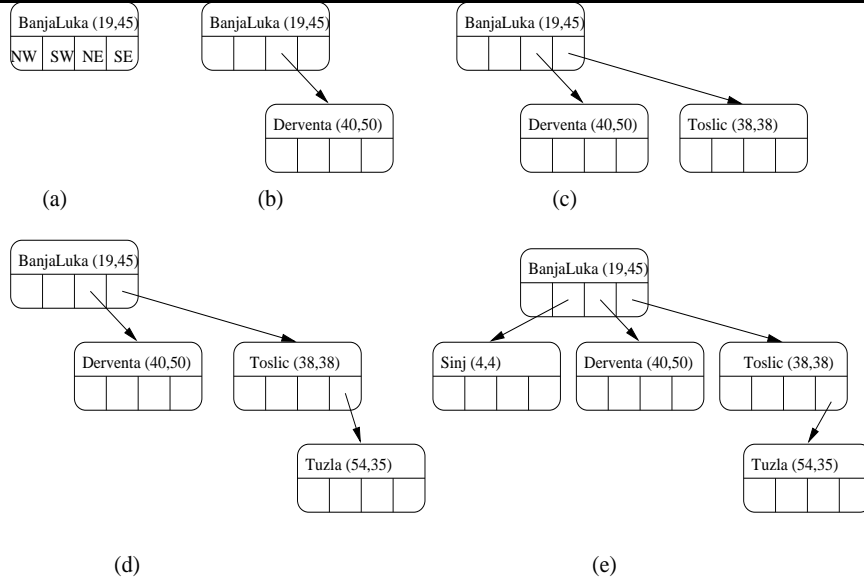 BanjaLuka (19,45)
NW SW NE SE
(a)
BanjaLuka (19,45)
Derventa (40,50)
(b)
BanjaLuka (19,45)
Derventa (40,50)
Toslic (38,38)
(c)
BanjaLuka (19,45)
Derventa (40,50)
Toslic (38,38)
Tuzla (54,35)
(d)
BanjaLuka (19,45)
Sinj (4,4)
Derventa (40,50)
Toslic (38,38)
Tuzla (54,35)
(e)